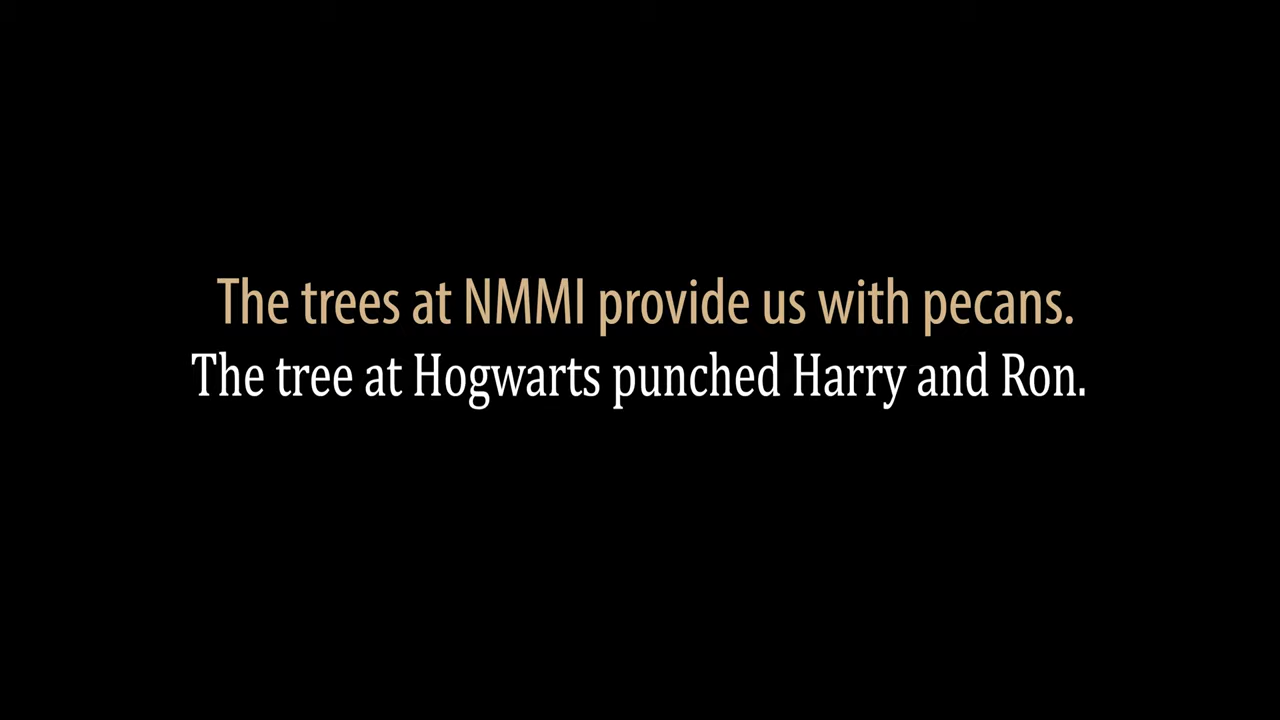 The trees at NMMI provide us with pecans.
The tree at Hogwarts punched Harry and Ron.